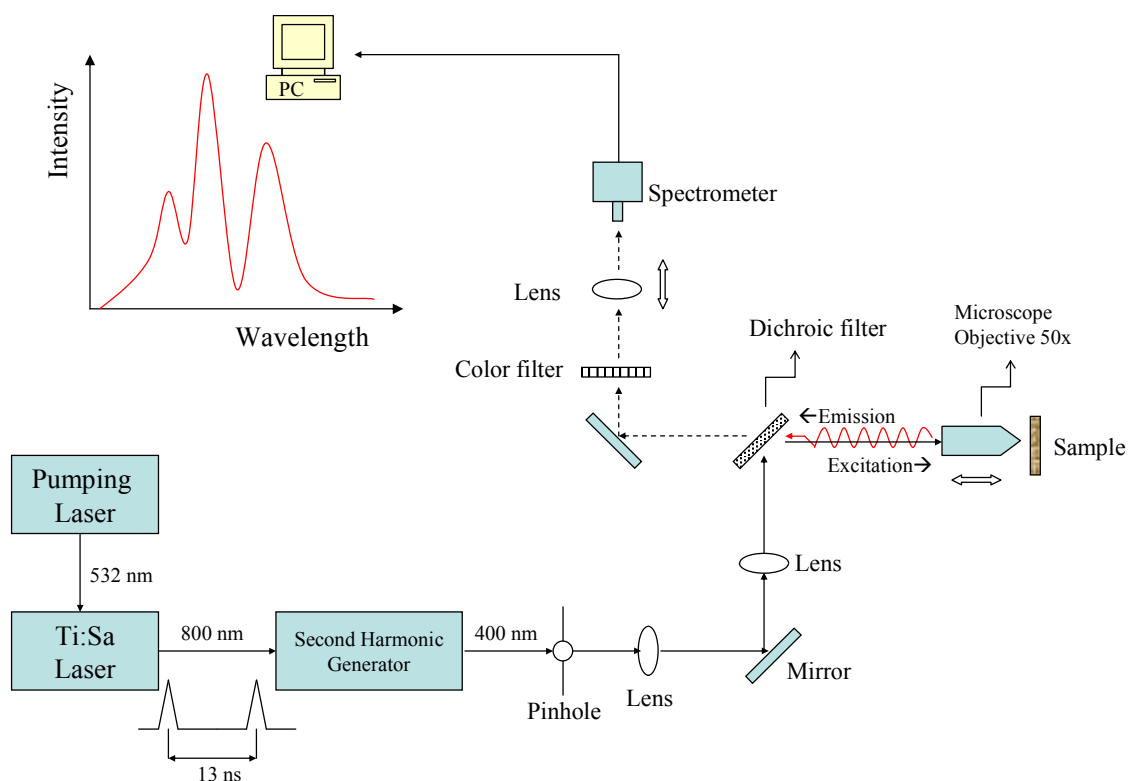 PC
Intensity
Wavelength
Spectrometer
Lens
Color filter
Dichroic filter
Microscope
Objective 50x
←Emission
Excitation→
Sample
Pumping
Laser
532 nm
Ti:Sa
Laser
800 nm
Second Harmonic
Generator
400 nm
Pinhole
Lens
Lens
Mirror
13 ns